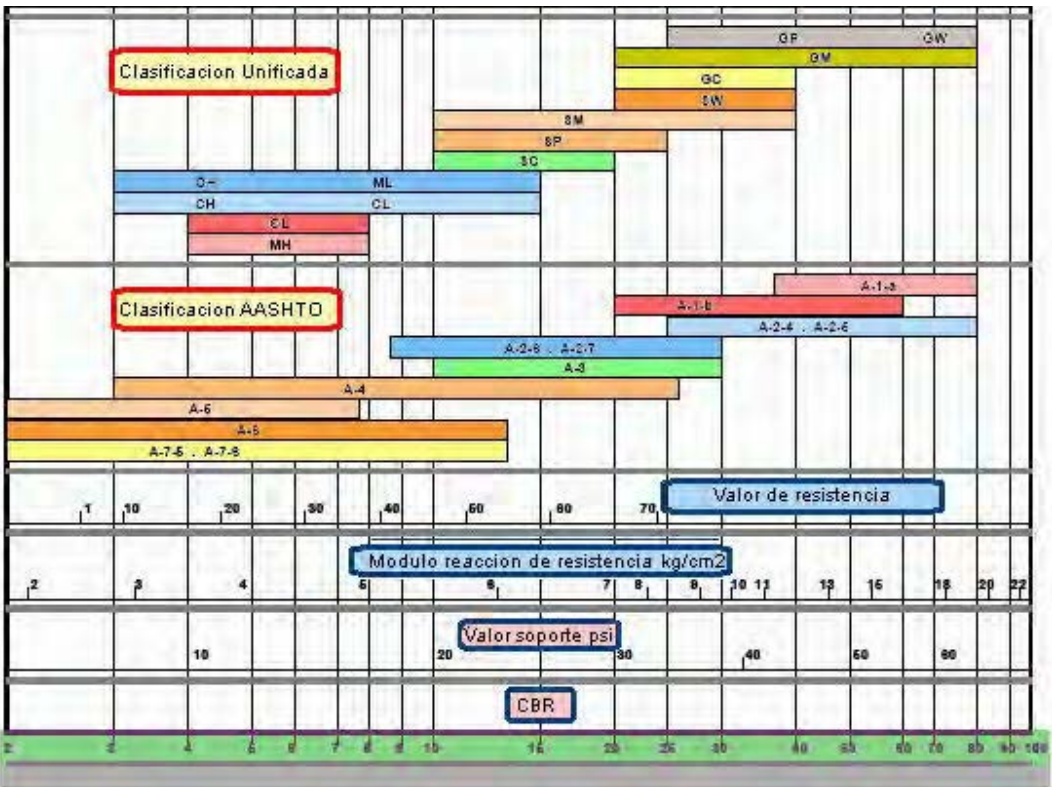 GP GW
GM
Clasificacion Unificada
GC
SW
SM
SP
SC
OH ML
CH CL
CL
MH
A-1-a
Clasificacion AASHTO
A-1-b
A-2-4 . A-2-5
A-2-6 . A-2-7
A-3
A-4
A-7-5 . A-7-6
Valor de resistencia
1 10 20 30 40 50 60 70
Modulo reaccion de resistencia kg/cm2
2 3 4 5 6 7 8 9 10 11 13 16 18 20 22
Valor soporte psi
10 20 30 40 50 60
CBR
2 3 4 5 6 7 8 9 10 15 20 25 30 40 50 60 70 80 90 100